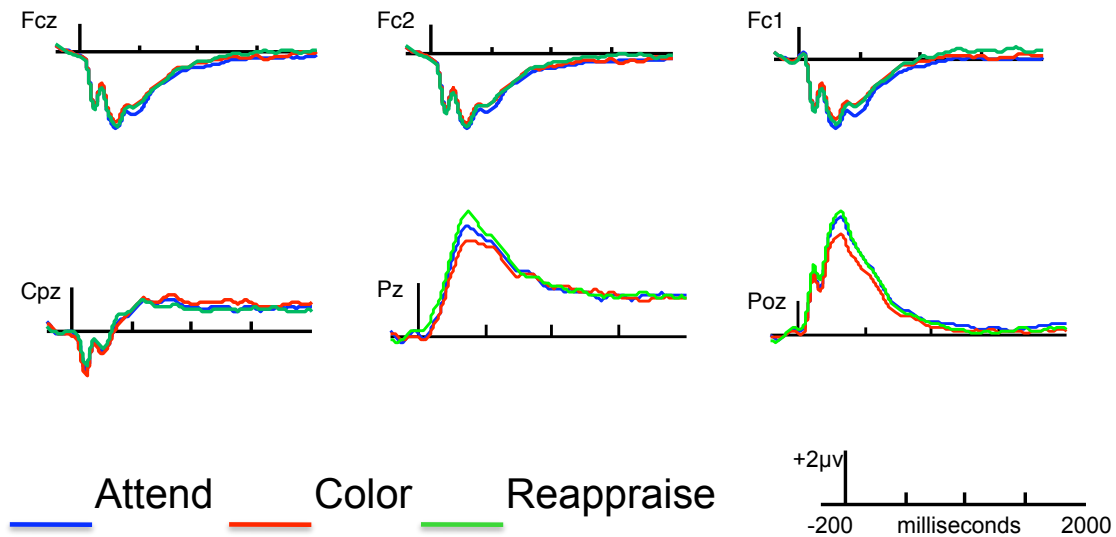 Fcz
Fc2
Fc1
Cpz
Pz
Poz
+2µv
-200 milliseconds 2000
Attend Color Reappraise